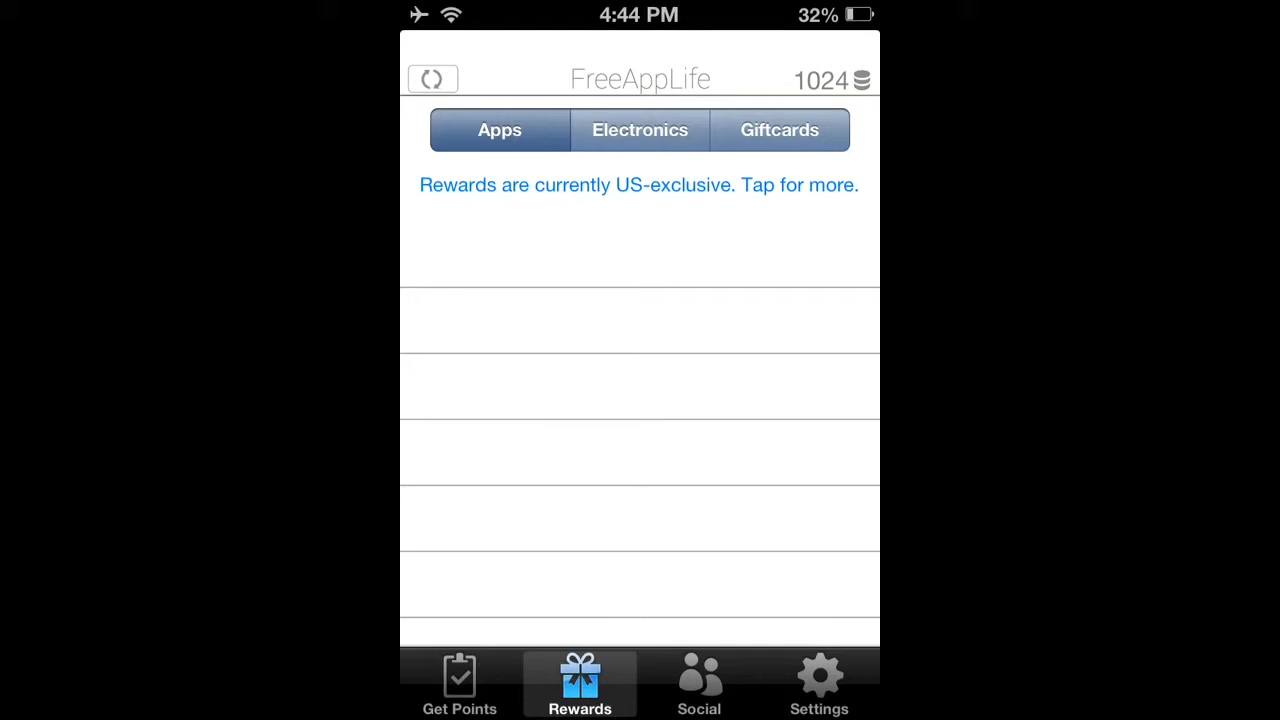 4:44 PM
32%
FreeAppLife
1024
Apps
Electronics
Giftcards
Rewards are currently US-exclusive. Tap for more.
Get Points
Rewards
Social
Settings